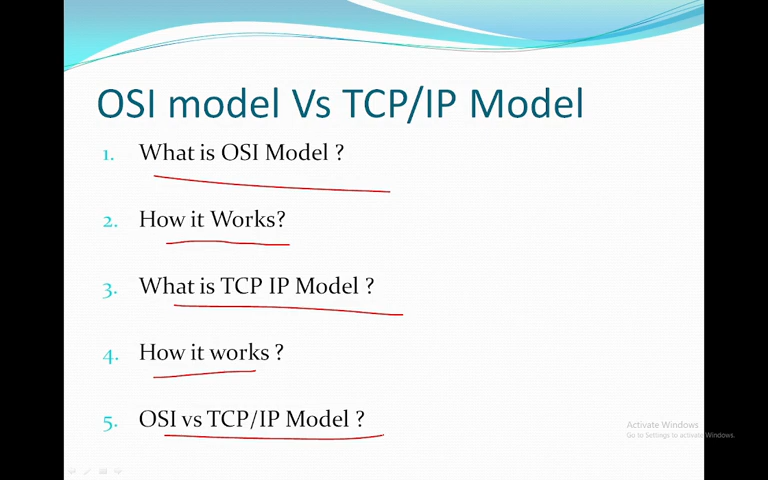 OSI model Vs TCP/IP Model
1. What is OSI Model ?
2. How it Works?
3. What is TCP IP Model ?
4. How it works ?
5. OSI vs TCP/IP Model ?
Activate Windows
Go to Settings to activate Windows.